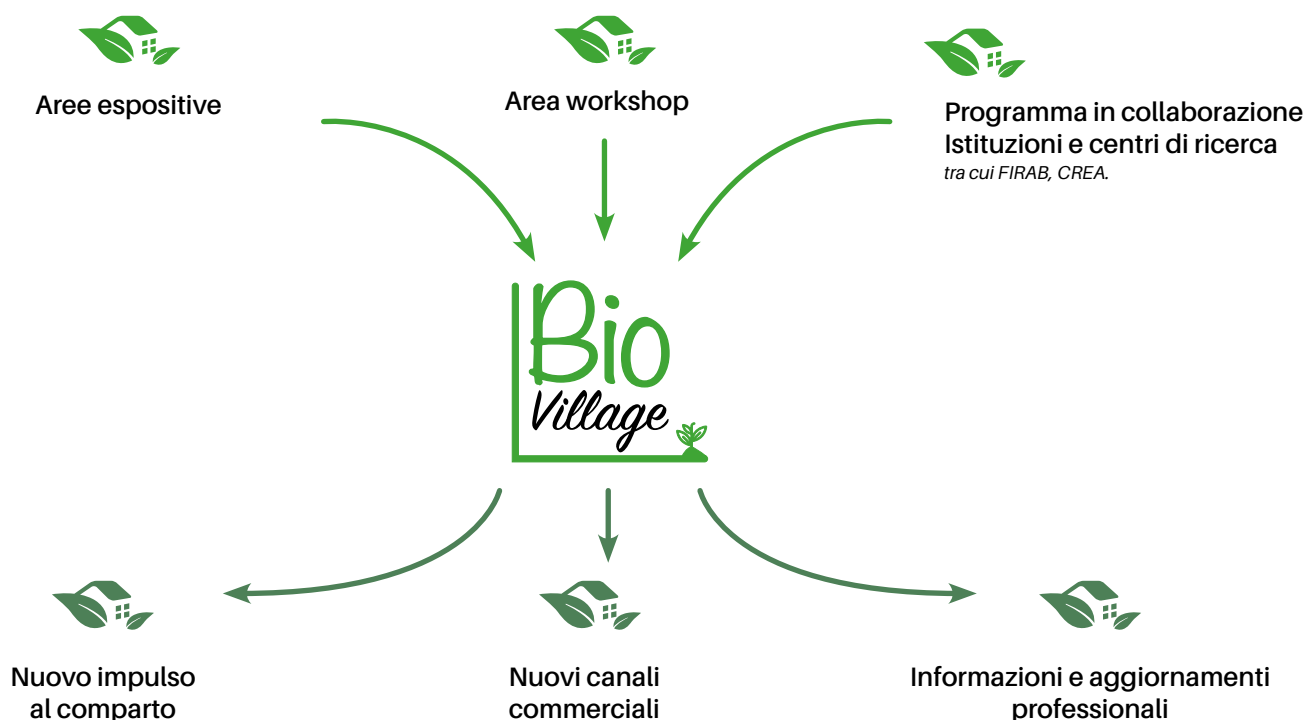 Aree espositive
Area workshop
Programma in collaborazione
Istituzioni e centri di ricerca
tra cui FIRAB, CREA.
Bio
Village
Nuovo impulso
al comparto
Nuovi canali
commerciali
Informazioni e aggiornamenti
professionali